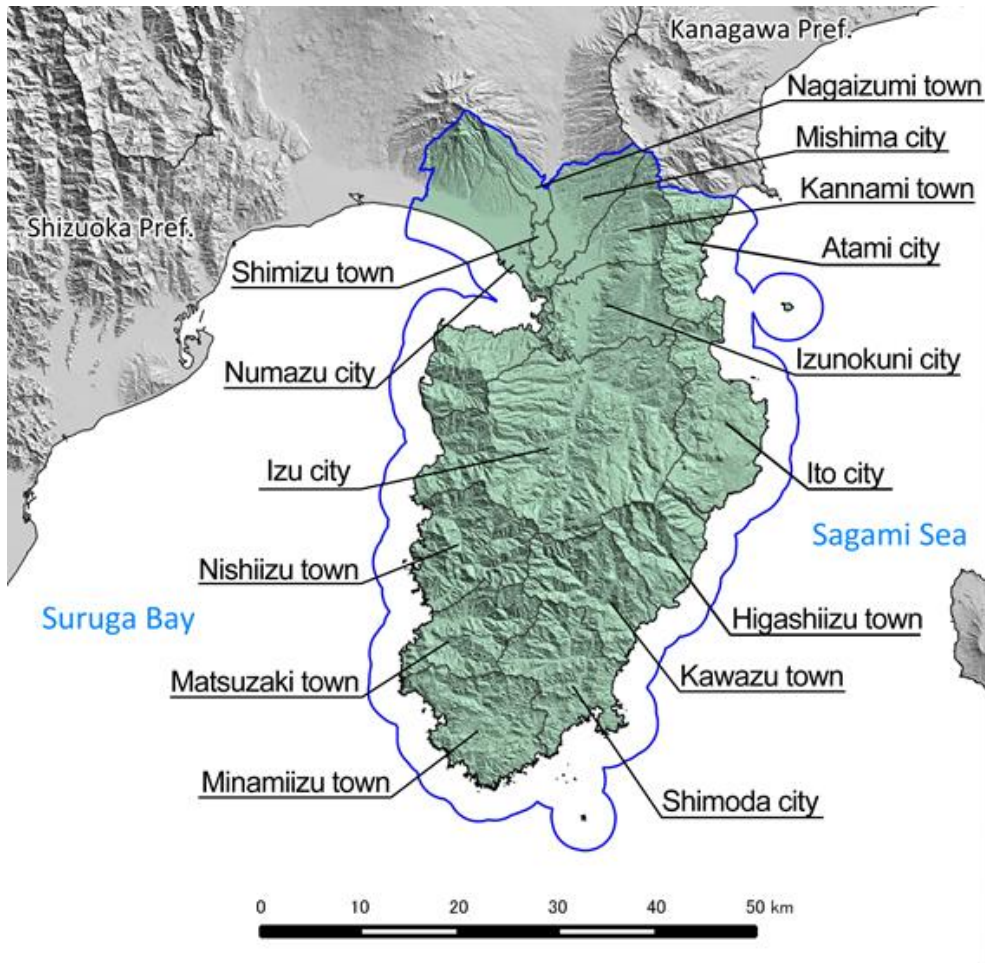 Kanagawa Pref.
Nagaizumi town
Mishima city
Kannami town
Shizuoka Pref.
Atami city
Shimizu town
Izunokuni city
Numazu city
Izu city
Ito city
Sagami Sea
Nishiizu town
Suruga Bay
Higashiizu town
Matsuzaki town
Kawazu town
Minamiizu town
Shimoda city
0 10 20 30 40 50 km